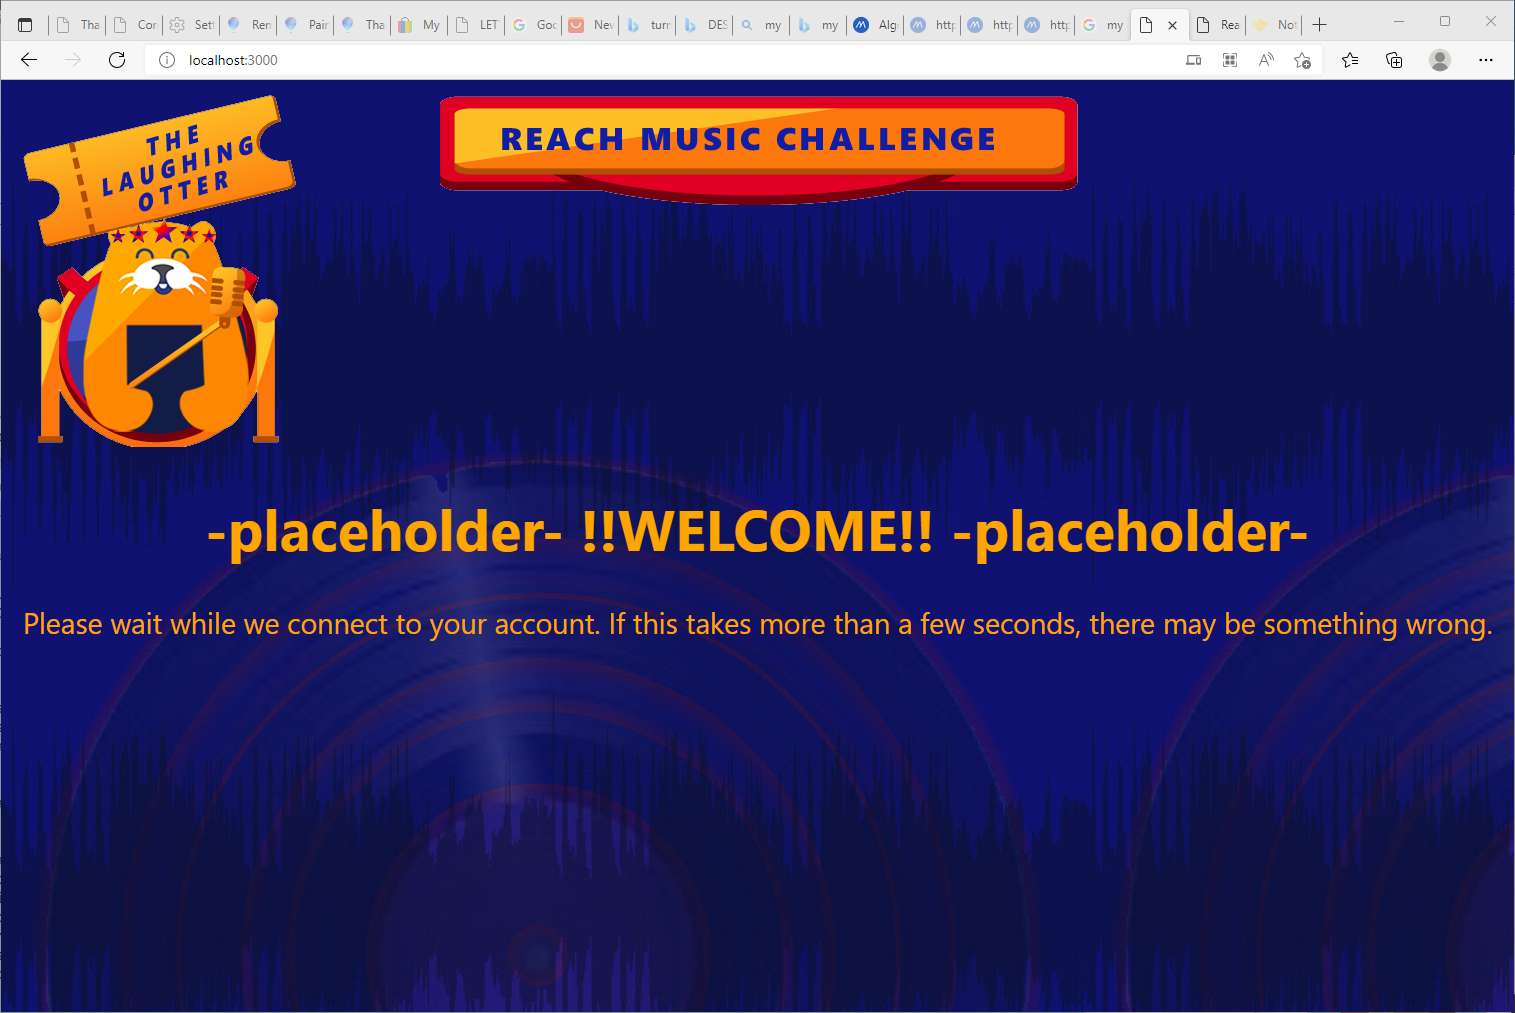 Tha
Cor
Set
Ren
Pair
Tha
My
LET
Goc
Nev
turr
DES
my
my
Alg
http
http
http
my
Rea
Not
localhost:3000
THE
LAUGHING
OTTER
REACH MUSIC CHALLENGE
-placeholder- !!WELCOME!! -placeholder-
Please wait while we connect to your account. If this takes more than a few seconds, there may be something wrong.